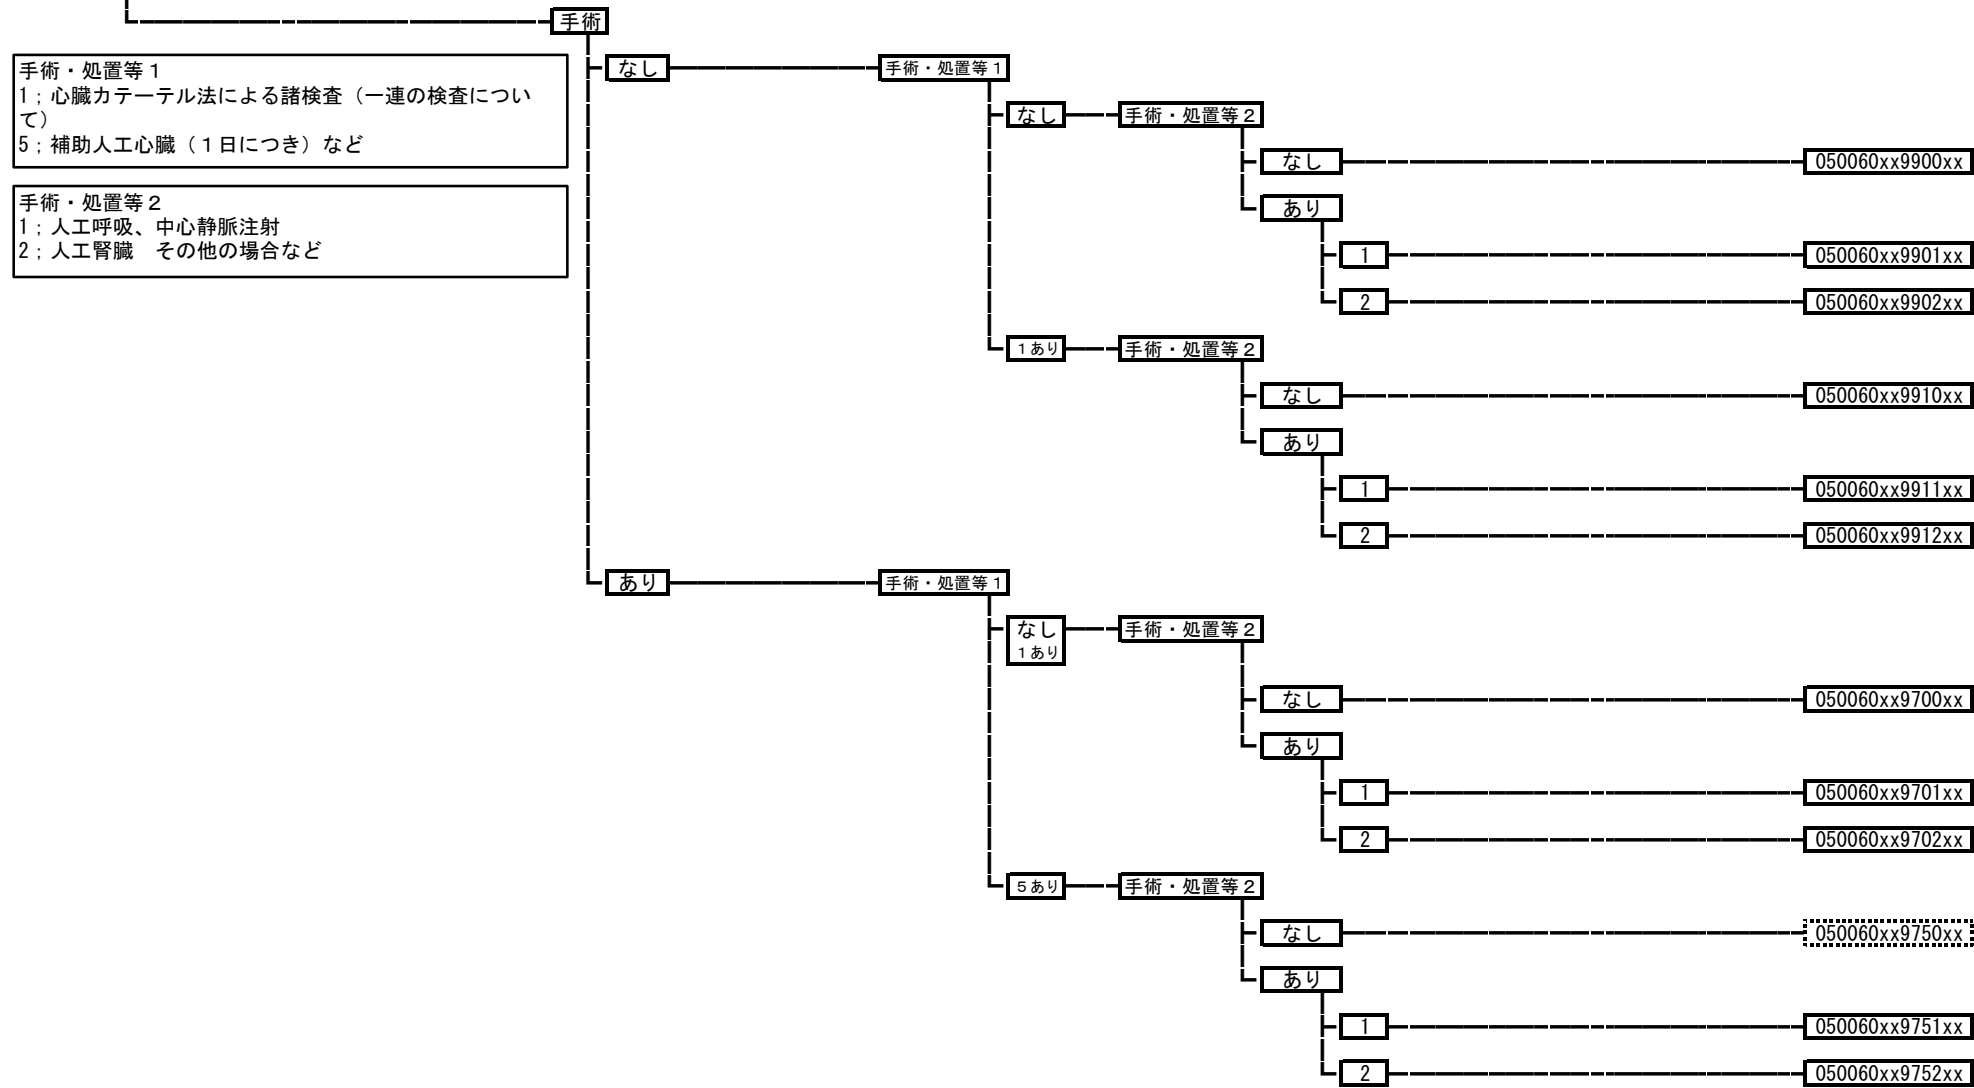 手術
手術・処置等1
1;心臓カテーテル法による諸検査(一連の検査につい
て)
5;補助人工心臓(1日につき)など
手術・処置等2
1;人工呼吸、中心静脈注射
2;人工腎臓 その他の場合など
なし 手術・処置等1
なし 手術・処置等2
なし 050060xx9900xx
あり
1 050060xx9901xx
2 050060xx9902xx
1あり 手術・処置等2
なし 050060xx9910xx
あり
1 050060xx9911xx
2 050060xx9912xx
あり 手術・処置等1
なし 手術・処置等2
1あり
なし 050060xx9700xx
あり
1 050060xx9701xx
2 050060xx9702xx
5あり 手術・処置等2
なし 050060xx9750xx
あり
1 050060xx9751xx
2 050060xx9752xx